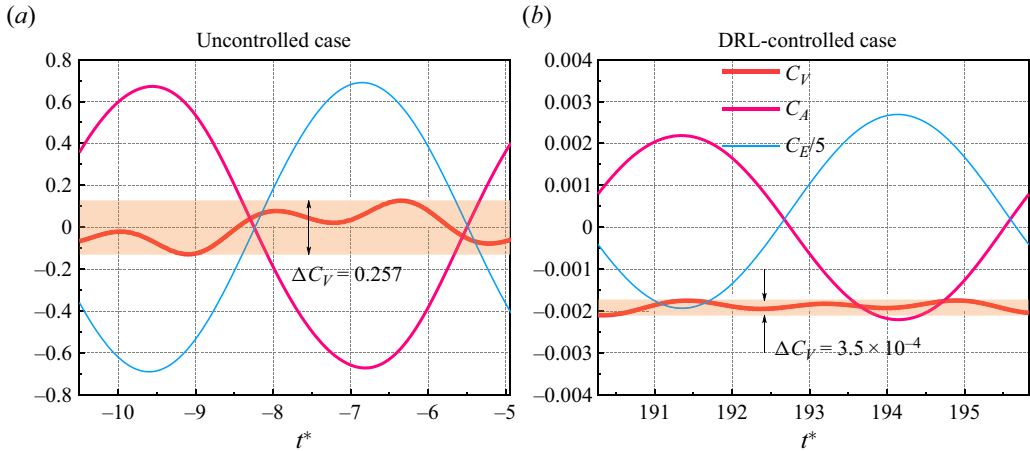 (a)
Uncontrolled case
0.8
0.6
0.4
0.2
0
–0.2
–0.4
–0.6
–0.8
ΔC_V = 0.257
–10 –9 –8 –7 –6 –5
t*
(b)
DRL-controlled case
0.004
0.003
0.002
0.001
0
–0.001
–0.002
–0.003
–0.004
C_V
C_A
C_E/5
ΔC_V = 3.5 × 10⁻⁴
191 192 193 194 195
t*